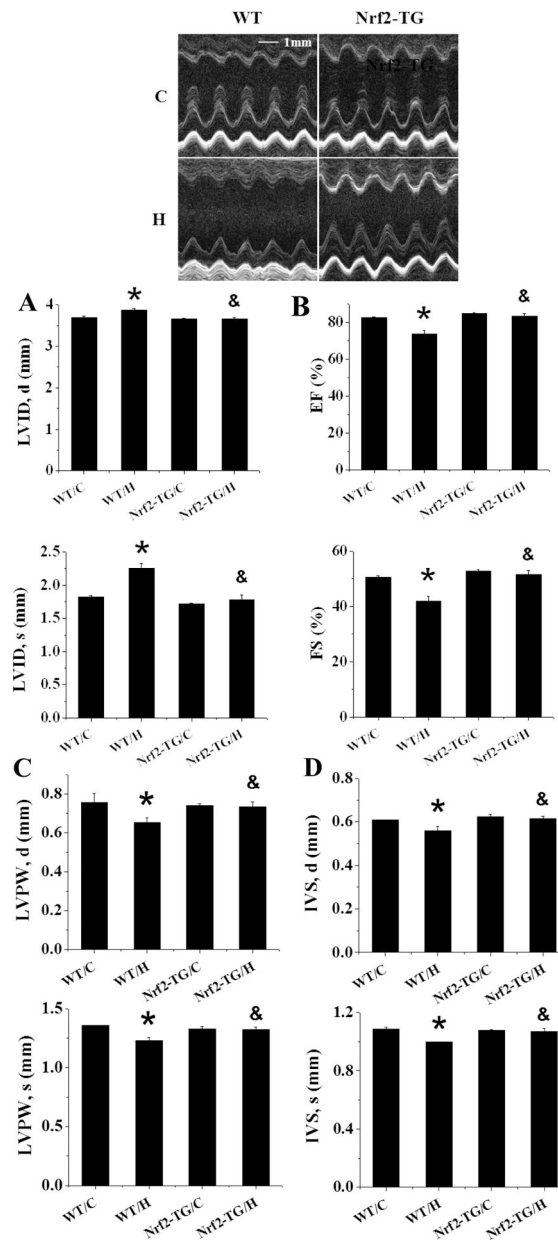 WT
Nrf2-TG
1mm
Nrf2-TG
C
H
A
LVID, d (mm)
4
3
2
1
0
*
&
WT/C
WT/H
Nrf2-TG/C
Nrf2-TG/H
B
EF (%)
80
60
40
20
0
*
&
WT/C
WT/H
Nrf2-TG/C
Nrf2-TG/H
LVID, s (mm)
2.5
2.0
1.5
1.0
0.5
0.0
*
&
WT/C
WT/H
Nrf2-TG/C
Nrf2-TG/H
FS (%)
60
40
20
0
*
&
WT/C
WT/H
Nrf2-TG/C
Nrf2-TG/H
C
LVPW, d (mm)
0.8
0.6
0.4
0.2
0.0
*
&
WT/C
WT/H
Nrf2-TG/C
Nrf2-TG/H
D
IVS, d (mm)
0.8
0.6
0.4
0.2
0.0
*
&
WT/C
WT/H
Nrf2-TG/C
Nrf2-TG/H
LVPW, s (mm)
1.5
1.0
0.5
0.0
*
&
WT/C
WT/H
Nrf2-TG/C
Nrf2-TG/H
IVS, s (mm)
1.2
0.8
0.4
0.0
*
&
WT/C
WT/H
Nrf2-TG/C
Nrf2-TG/H